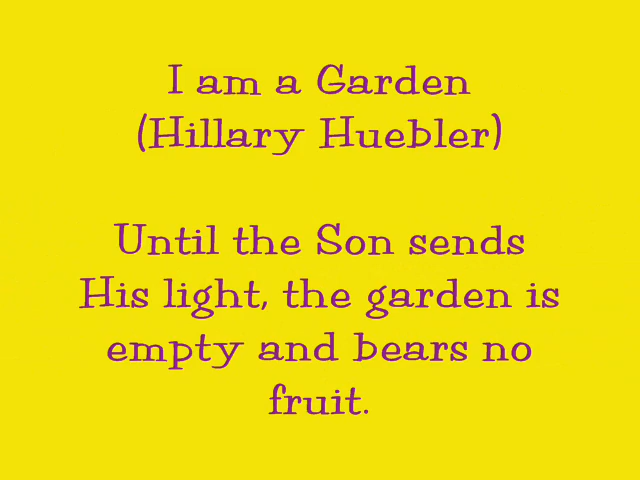 I am a Garden
(Hillary Huebler)
Until the Son sends
His light, the garden is
empty and bears no
fruit.